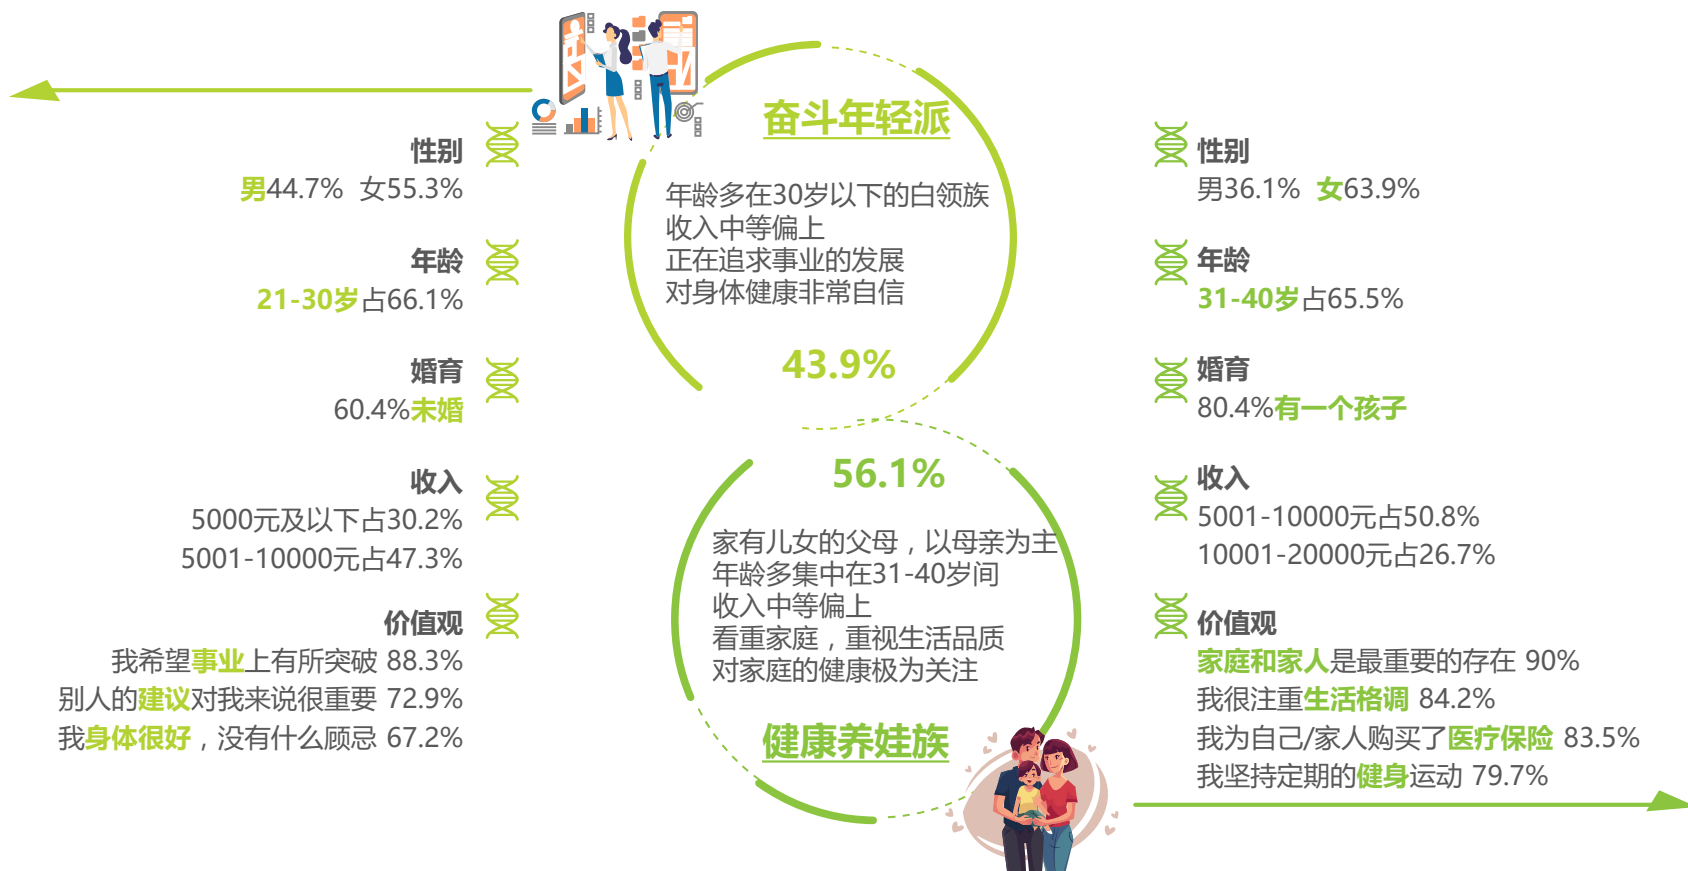 奋斗年轻派
年龄多在30岁以下的白领族
收入中等偏上
正在追求事业的发展
对身体健康非常自信
43.9%
性别
男44.7% 女55.3%
年龄
21-30岁占66.1%
婚育
60.4%未婚
收入
5000元及以下占30.2%
5001-10000元占47.3%
价值观
我希望事业上有所突破 88.3%
别人的建议对我来说很重要 72.9%
我身体很好，没有什么顾忌 67.2%
56.1%
家有儿女的父母，以母亲为主
年龄多集中在31-40岁间
收入中等偏上
看重家庭，重视生活品质
对家庭的健康极为关注
健康养娃族
性别
男36.1% 女63.9%
年龄
31-40岁占65.5%
婚育
80.4%有一个孩子
收入
5001-10000元占50.8%
10001-20000元占26.7%
价值观
家庭和家人是最重要的存在 90%
我很注重生活格调 84.2%
我为自己/家人购买了医疗保险 83.5%
我坚持定期的健身运动 79.7%